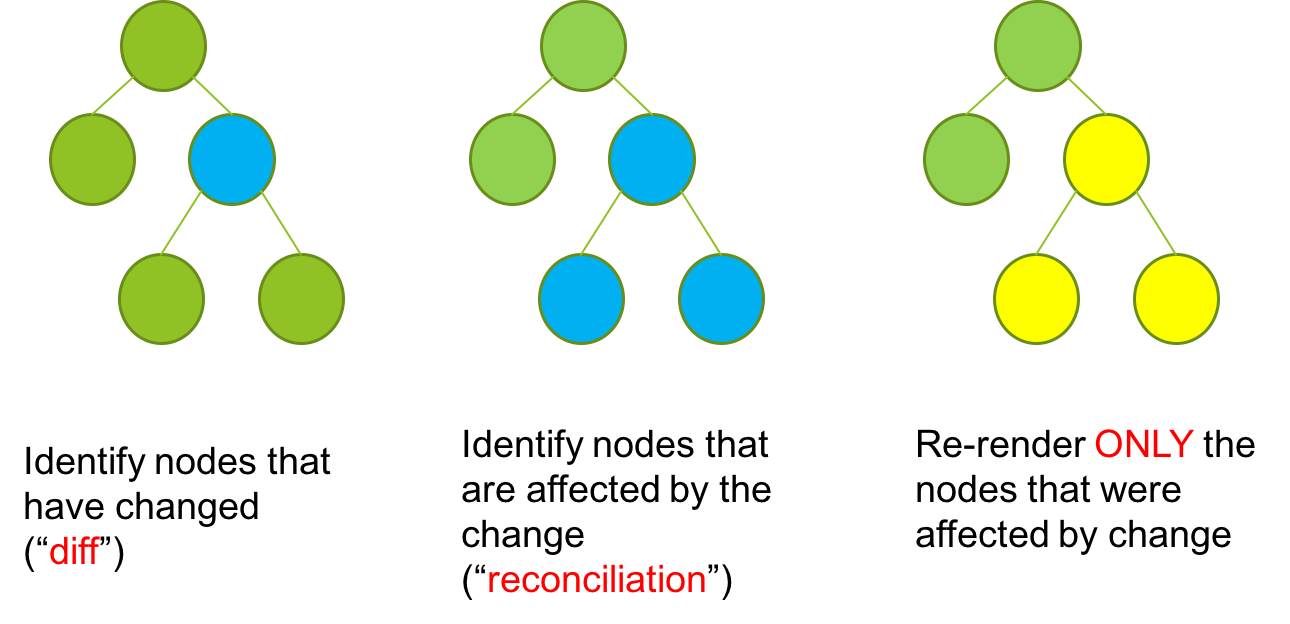 Identify nodes that
have changed
(“diff”)
Identify nodes that
are affected by the
change
(“reconciliation”)
Re-render ONLY the
nodes that were
affected by change